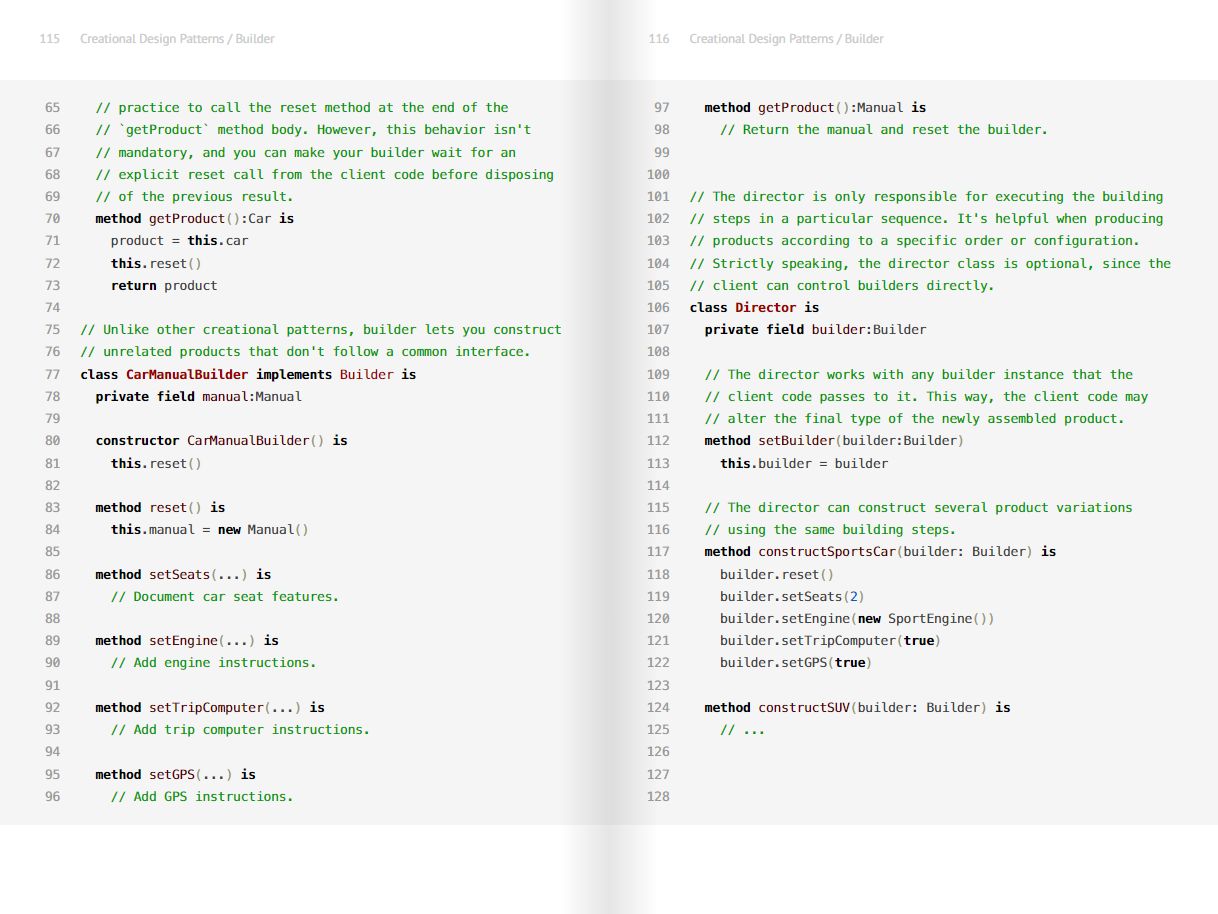 115 Creational Design Patterns / Builder
65 // practice to call the reset method at the end of the
66 // `getProduct` method body. However, this behavior isn't
67 // mandatory, and you can make your builder wait for an
68 // explicit reset call from the client code before disposing
69 // of the previous result.
70 method getProduct():Car is
71 product = this.car
72 this.reset()
73 return product
74
75 // Unlike other creational patterns, builder lets you construct
76 // unrelated products that don't follow a common interface.
77 class CarManualBuilder implements Builder is
78 private field manual:Manual
79
80 constructor CarManualBuilder() is
81 this.reset()
82
83 method reset() is
84 this.manual = new Manual()
85
86 method setSeats(...) is
87 // Document car seat features.
88
89 method setEngine(...) is
90 // Add engine instructions.
91
92 method setTripComputer(...) is
93 // Add trip computer instructions.
94
95 method setGPS(...) is
96 // Add GPS instructions.
116 Creational Design Patterns / Builder
97 method getProduct():Manual is
98 // Return the manual and reset the builder.
99
100
101 // The director is only responsible for executing the building
102 // steps in a particular sequence. It's helpful when producing
103 // products according to a specific order or configuration.
104 // Strictly speaking, the director class is optional, since the
105 // client can control builders directly.
106 class Director is
107 private field builder:Builder
108
109 // The director works with any builder instance that the
110 // client code passes to it. This way, the client code may
111 // alter the final type of the newly assembled product.
112 method setBuilder(builder:Builder)
113 this.builder = builder
114
115 // The director can construct several product variations
116 // using the same building steps.
117 method constructSportsCar(builder: Builder) is
118 builder.reset()
119 builder.setSeats(2)
120 builder.setEngine(new SportEngine())
121 builder.setTripComputer(true)
122 builder.setGPS(true)
123
124 method constructSUV(builder: Builder) is
125 // ...
126
127
128